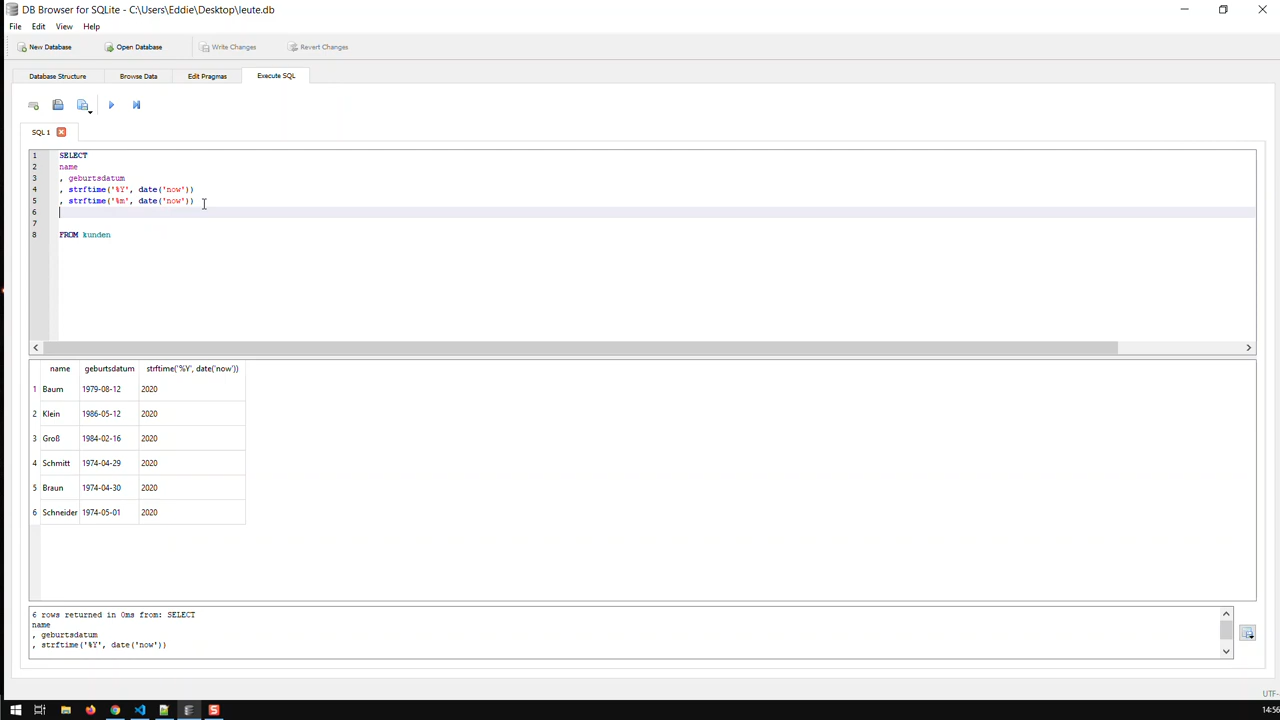 DB Browser for SQLite - C:\Users\Eddie\Desktop\leute.db
File Edit View Help
New Database Open Database Write Changes Revert Changes
Database Structure Browse Data Edit Pragmas Execute SQL
SQL 1
1 SELECT
2 name
3 , geburtsdatum
4 , strftime('%Y', date('now'))
5 , strftime('%m', date('now'))
6
7
8 FROM kunden
name geburtsdatum strftime('%Y', date('now'))
1 Baum 1979-08-12 2020
2 Klein 1986-05-12 2020
3 Groß 1984-02-16 2020
4 Schmitt 1974-04-29 2020
5 Braun 1974-04-30 2020
6 Schneider 1974-05-01 2020
6 rows returned in 0ms from: SELECT
name
, geburtsdatum
, strftime('%Y', date('now'))
UTF-
14:56